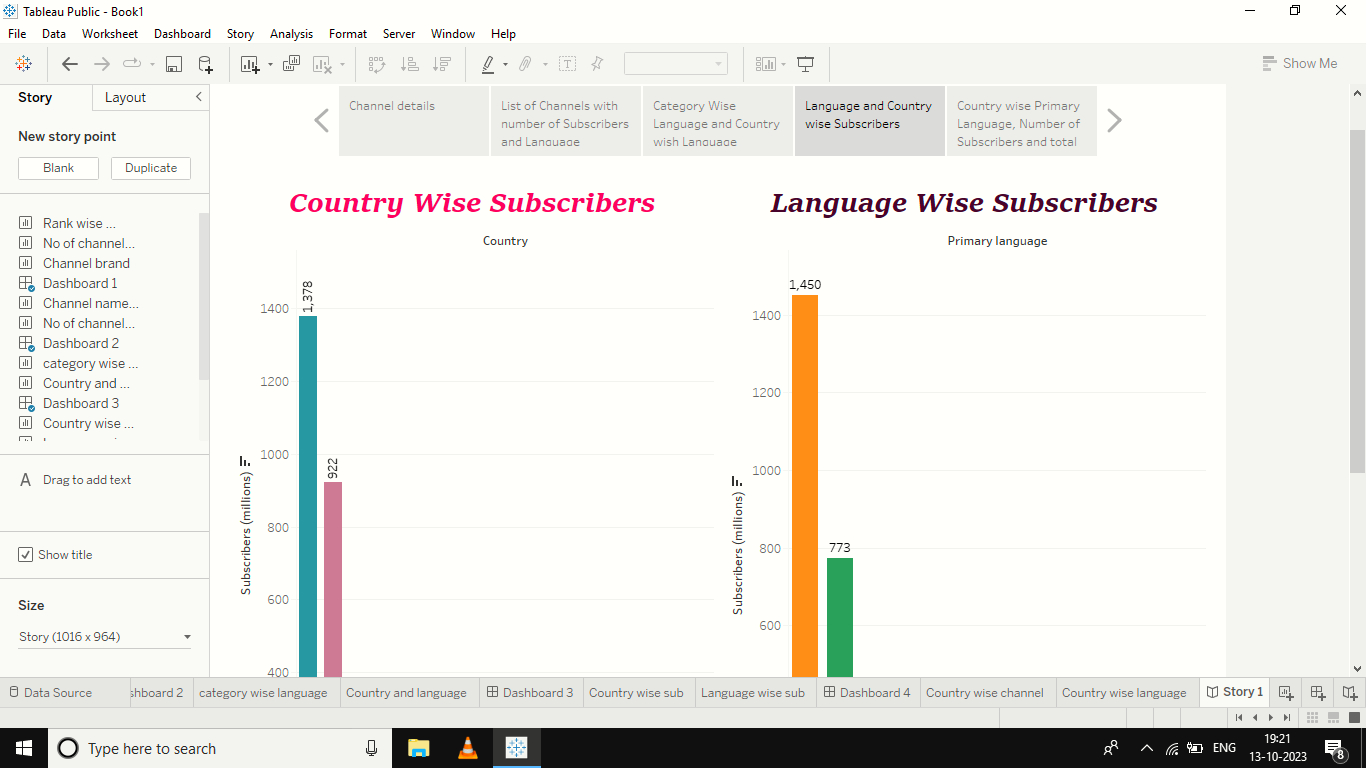 Tableau Public - Book1
File Data Worksheet Dashboard Story Analysis Format Server Window Help
Show Me
Story Layout
New story point
Blank Duplicate
Rank wise ...
No of channel...
Channel brand
Dashboard 1
Channel name...
No of channel...
Dashboard 2
category wise ...
Country and ...
Dashboard 3
Country wise ...
A Drag to add text
Show title
Size
Story (1016 x 964)
Channel details
List of Channels with
number of Subscribers
and Language
Category Wise
Language and Country
wish Language
Language and Country
wise Subscribers
Country wise Primary
Language, Number of
Subscribers and total
Country Wise Subscribers
Country
Subscribers (millions)
1400
1200
1000
800
600
400
1,378
922
Language Wise Subscribers
Primary language
Subscribers (millions)
1400
1200
1000
800
600
1,450
773
Data Source shboard 2 category wise language Country and language Dashboard 3 Country wise sub Language wise sub Dashboard 4 Country wise channel Country wise language Story 1
Type here to search
ENG
19:21
13-10-2023
8